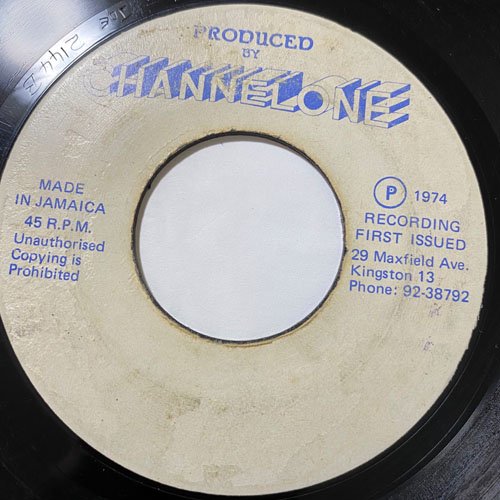 PRODUCED
BY
CHANNEL ONE
MADE
IN JAMAICA
45 R.P.M.
Unauthorised
Copying is
Prohibited
P 1974
RECORDING
FIRST ISSUED
29 Maxfield Ave.
Kingston 13
Phone: 92-38792